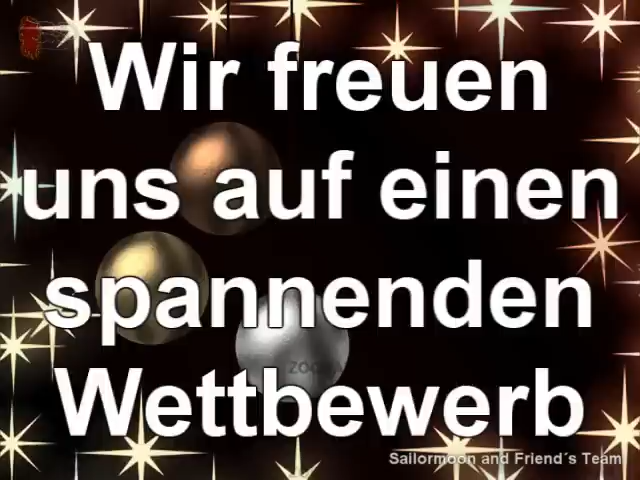 Wir freuen
uns auf einen
spannenden
Wettbewerb
Sailormoon and Friend´s Team